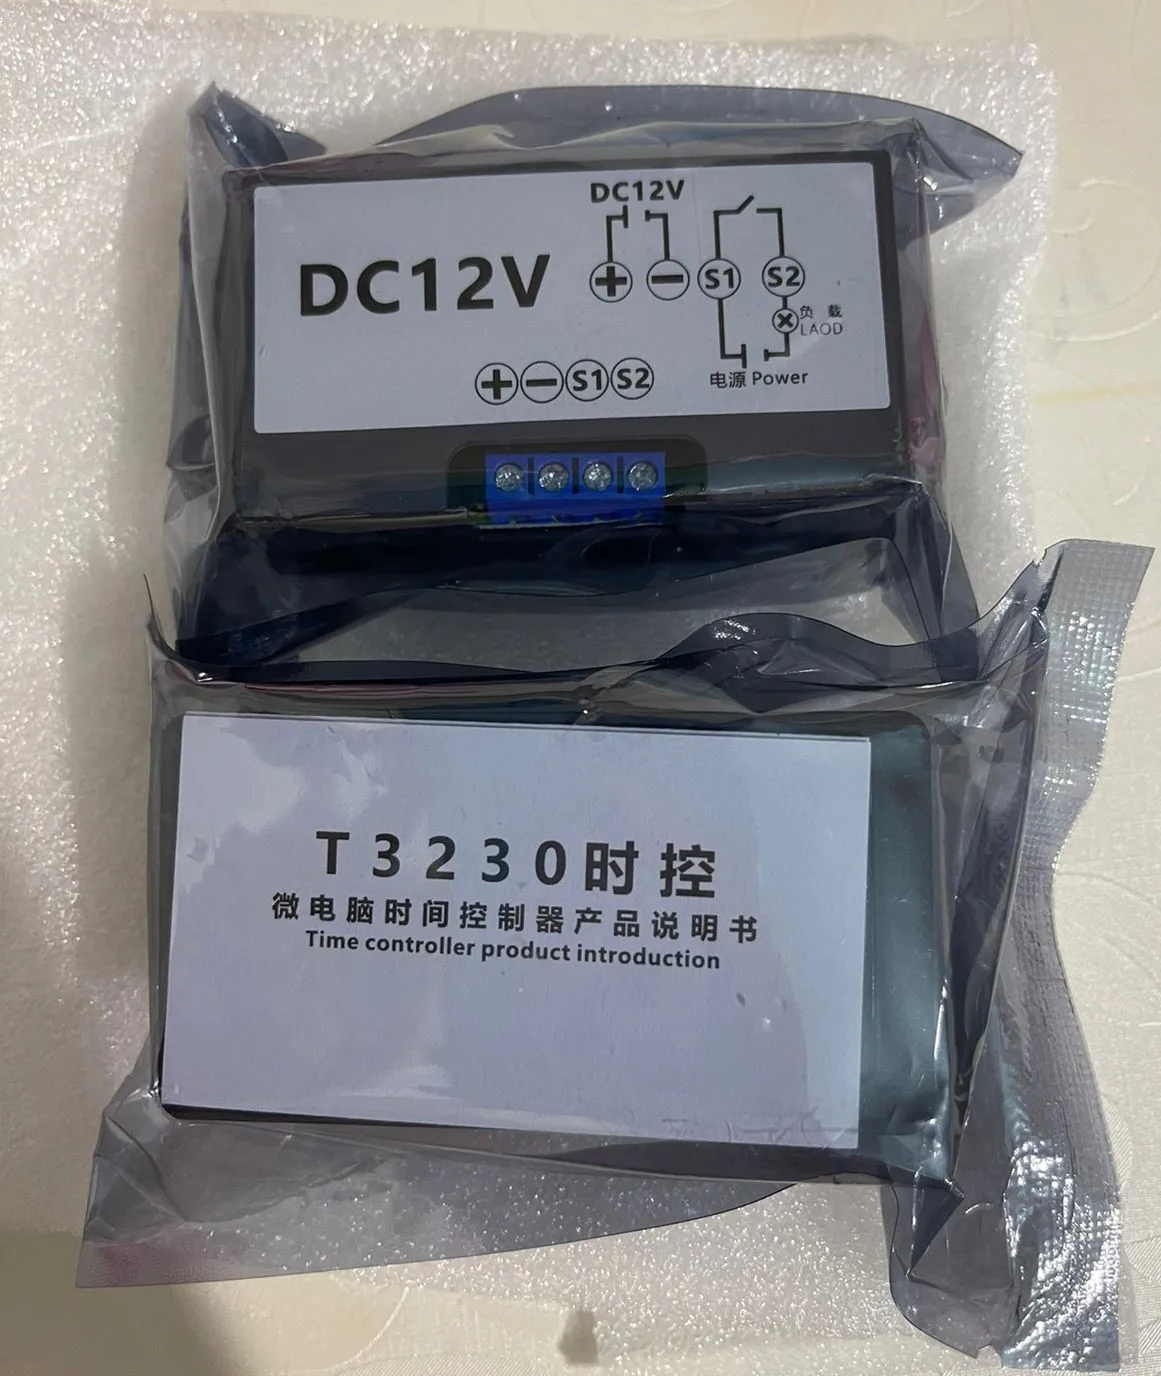 DC12V
DC12V
+ − S1 S2
负 载
LAOD
电源 Power
+ − S1 S2
T3230时控
微电脑时间控制器产品说明书
Time controller product introduction